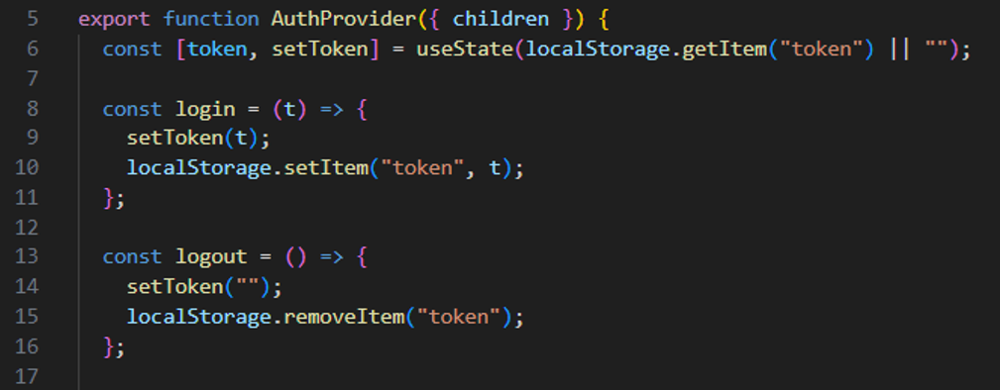 5 export function AuthProvider({ children }) {
6 const [token, setToken] = useState(localStorage.getItem("token") || "");
7
8 const login = (t) => {
9 setToken(t);
10 localStorage.setItem("token", t);
11 };
12
13 const logout = () => {
14 setToken("");
15 localStorage.removeItem("token");
16 };
17